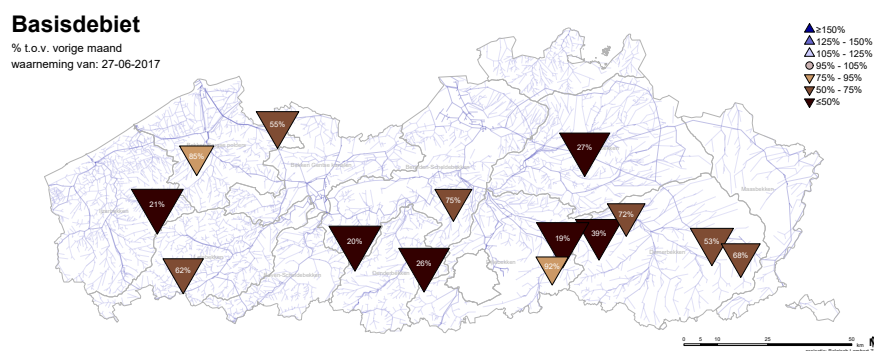 Basisdebiet
% t.o.v. vorige maand
waarneming van: 27-06-2017
≥150%
125% - 150%
105% - 125%
95% - 105%
75% - 95%
50% - 75%
≤50%
55%
85%
27%
21%
75%
72%
20%
19%
39%
53%
26%
62%
92%
68%
Maasbekken
0 5 10 25 50
km